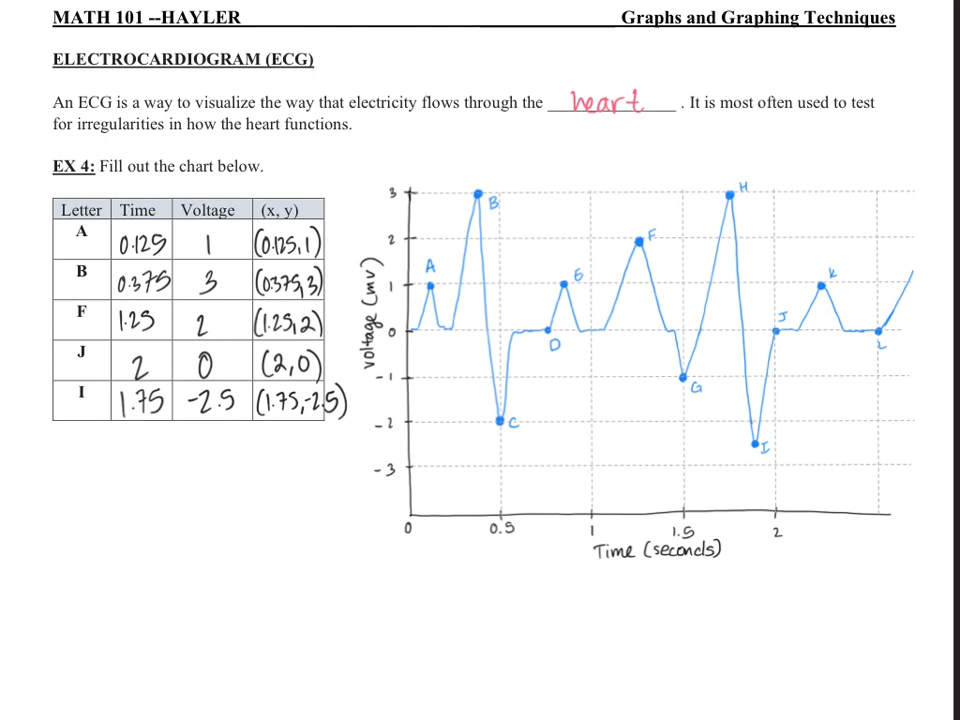 MATH 101 --HAYLER Graphs and Graphing Techniques
ELECTROCARDIOGRAM (ECG)
An ECG is a way to visualize the way that electricity flows through the heart. It is most often used to test
for irregularities in how the heart functions.
EX 4: Fill out the chart below.
Letter Time Voltage (x, y)
A 0.125 1 (0.125,1)
B 0.375 3 (0.375,3)
F 1.25 2 (1.25,2)
J 2 0 (2,0)
I 1.75 -2.5 (1.75,-2.5)
voltage (mv)
3
2
1
0
-1
-2
-3
H
B
F
A
E
K
J
D
L
G
C
I
0 0.5 1 1.5 2
Time (seconds)